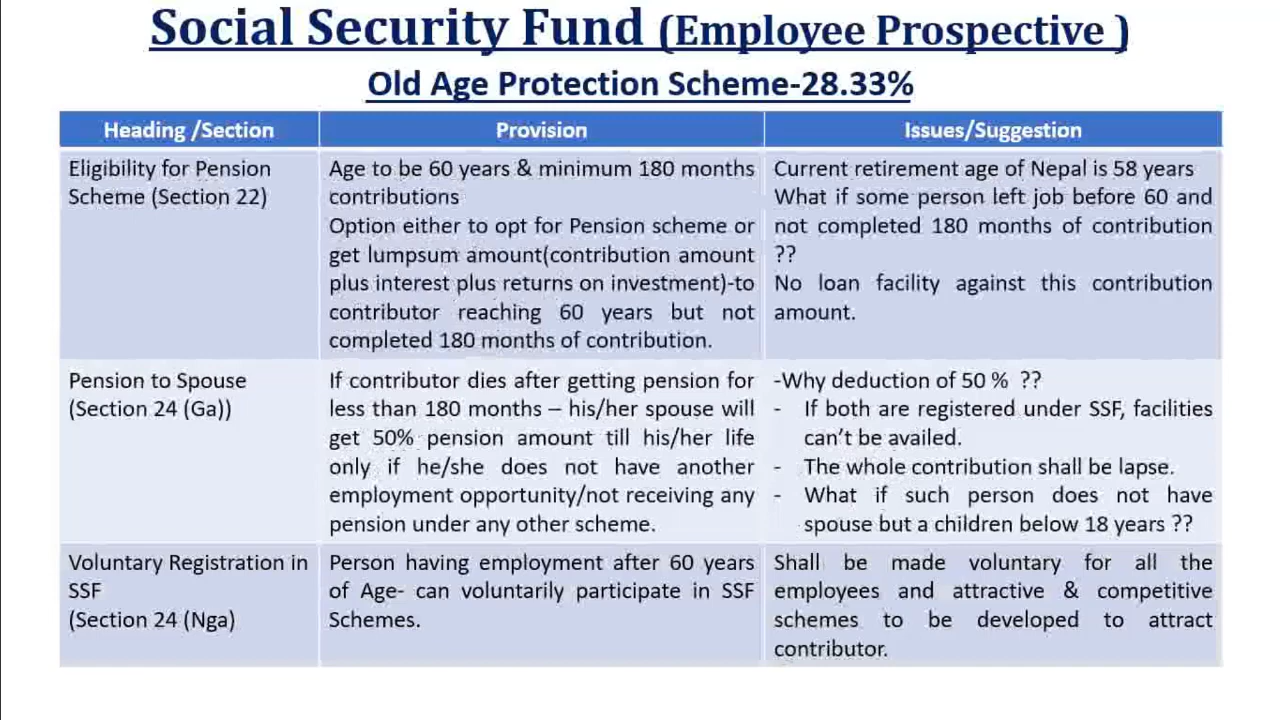 Social Security Fund (Employee Prospective )
Old Age Protection Scheme-28.33%
Heading /Section
Provision
Issues/Suggestion
Eligibility for Pension
Scheme (Section 22)
Age to be 60 years & minimum 180 months
contributions
Option either to opt for Pension scheme or
get lumpsum amount(contribution amount
plus interest plus returns on investment)-to
contributor reaching 60 years but not
completed 180 months of contribution.
Current retirement age of Nepal is 58 years
What if some person left job before 60 and
not completed 180 months of contribution
??
No loan facility against this contribution
amount.
Pension to Spouse
(Section 24 (Ga))
If contributor dies after getting pension for
less than 180 months – his/her spouse will
get 50% pension amount till his/her life
only if he/she does not have another
employment opportunity/not receiving any
pension under any other scheme.
-Why deduction of 50 % ??
- If both are registered under SSF, facilities
can't be availed.
- The whole contribution shall be lapse.
- What if such person does not have
spouse but a children below 18 years ??
Voluntary Registration in
SSF
(Section 24 (Nga)
Person having employment after 60 years
of Age- can voluntarily participate in SSF
Schemes.
Shall be made voluntary for all the
employees and attractive & competitive
schemes to be developed to attract
contributor.